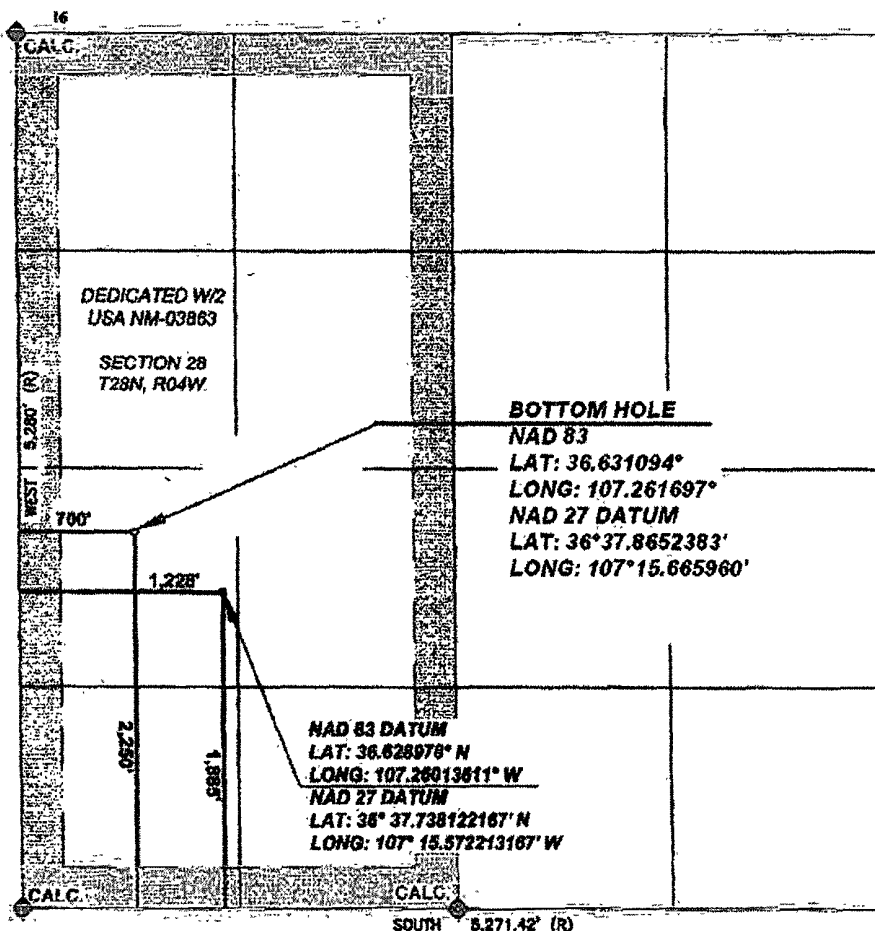 16
CALC.
DEDICATED W/2
USA NM-03863
SECTION 28
T28N, R04W
WEST 5,280' (R)
BOTTOM HOLE
NAD 83
LAT: 36.631094°
LONG: 107.261697°
NAD 27 DATUM
LAT: 36°37.8652383'
LONG: 107°15.665960'
700'
1,228'
2,250'
1,885'
NAD 83 DATUM
LAT: 36.628978° N
LONG: 107.26013611° W
NAD 27 DATUM
LAT: 36° 37.738122167' N
LONG: 107° 15.572213167' W
CALC.
CALC.
SOUTH 5,271.42' (R)